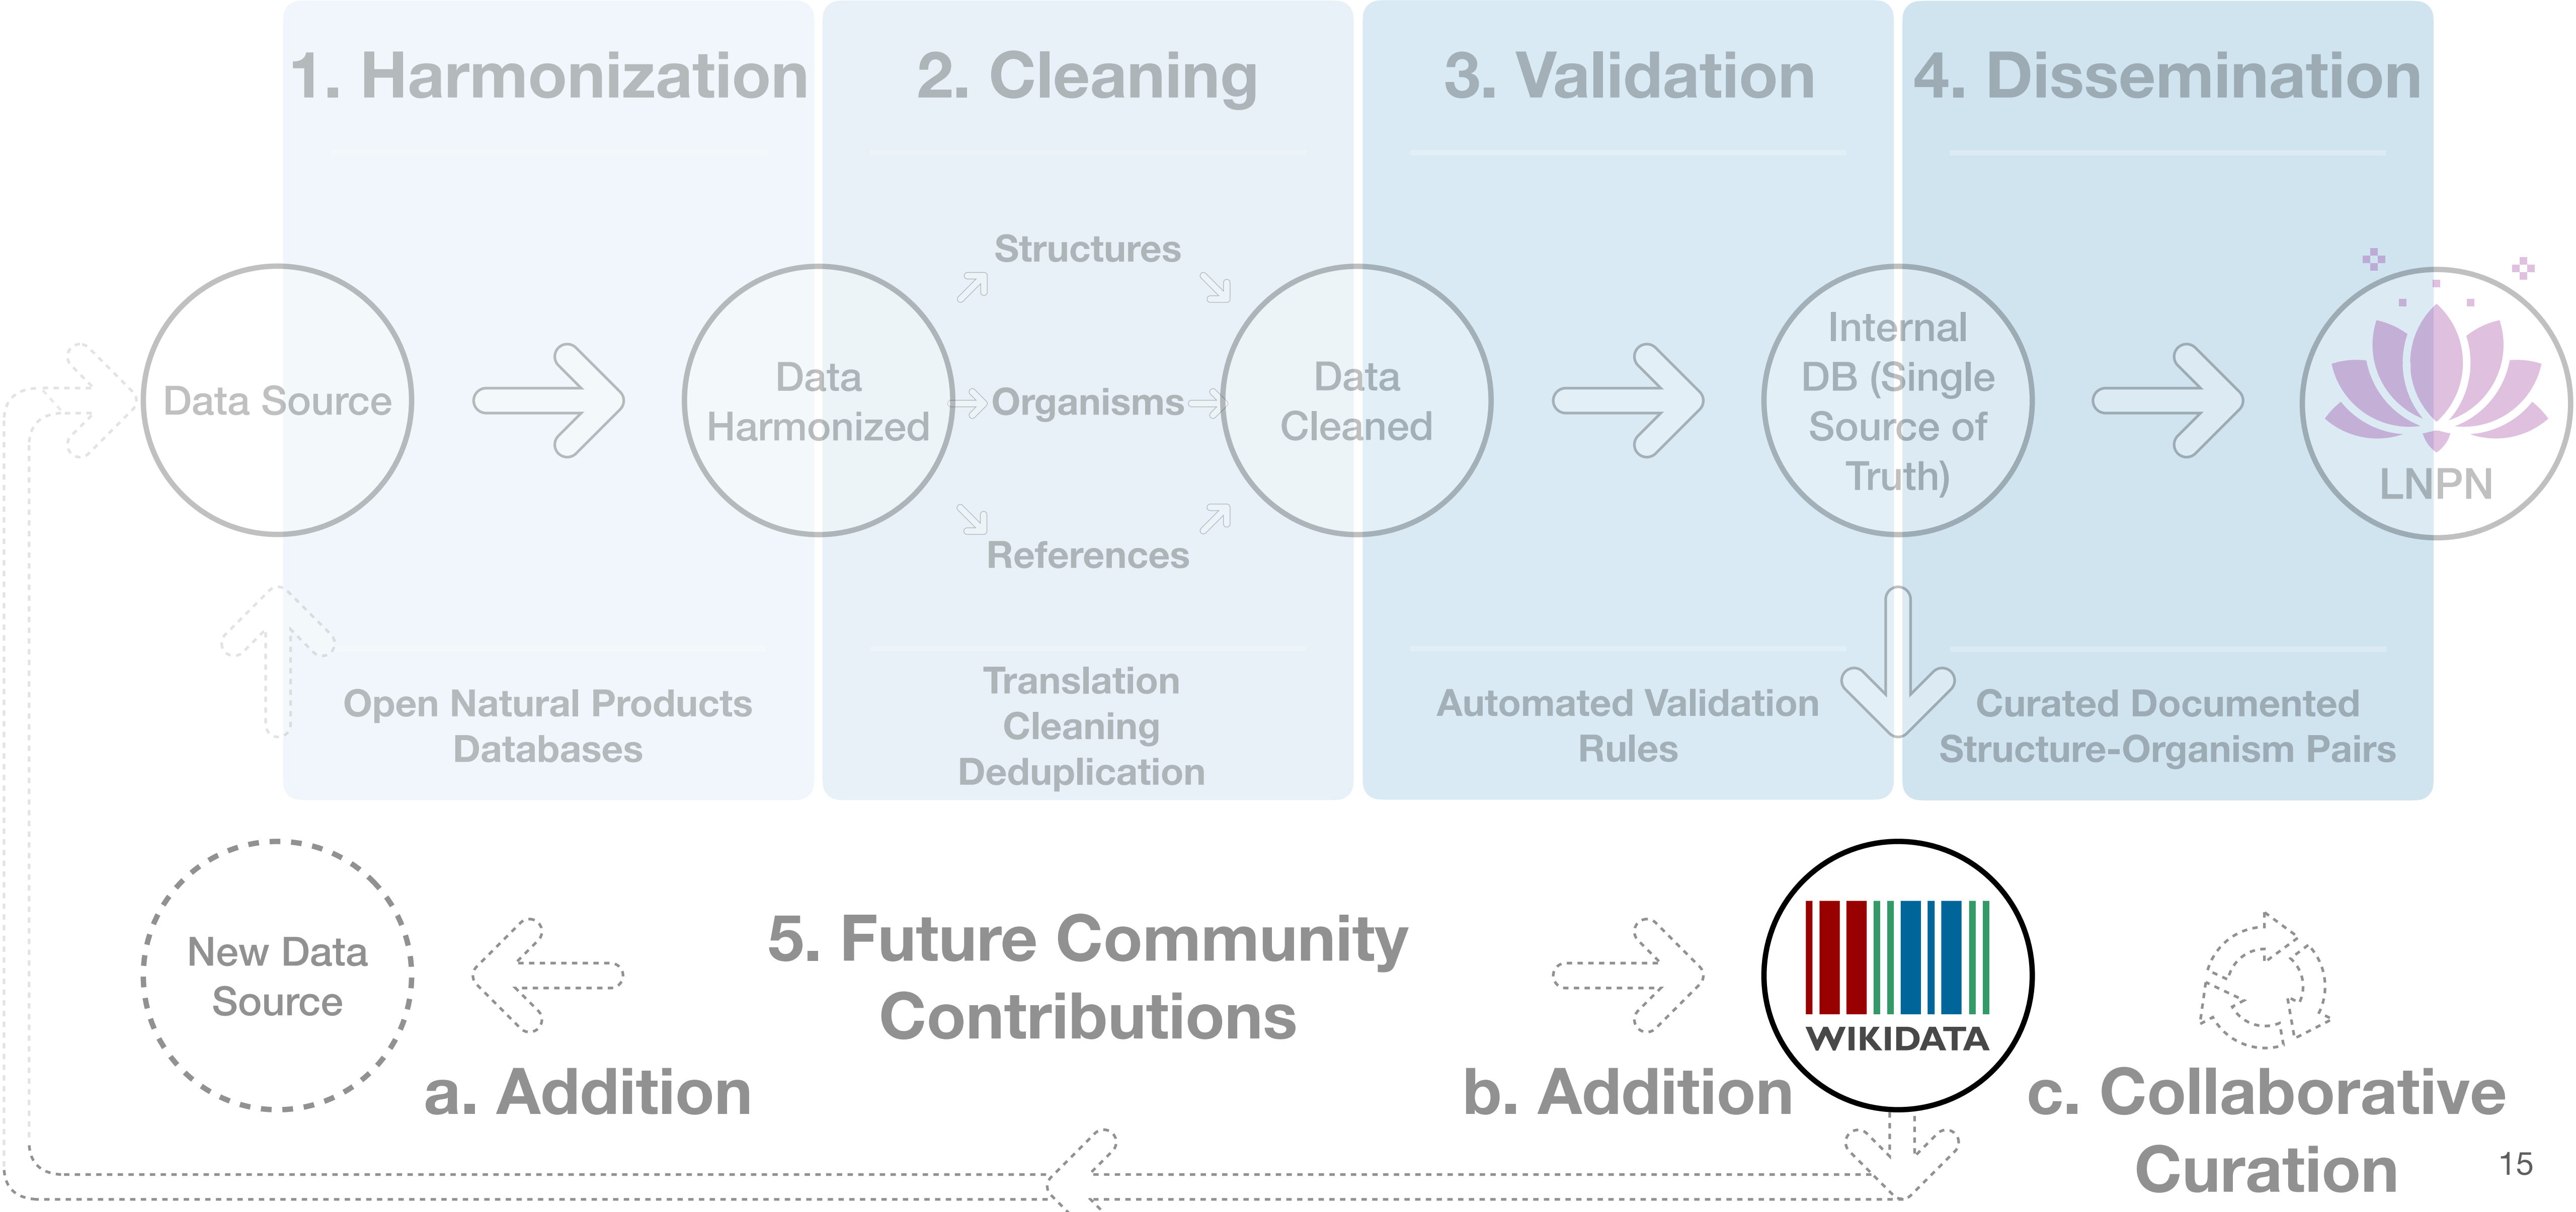 1. Harmonization
2. Cleaning
3. Validation
4. Dissemination
Structures
Organisms
References
Data Source
Data
Harmonized
Data
Cleaned
Internal
DB (Single
Source of
Truth)
LNPN
Open Natural Products
Databases
Translation
Cleaning
Deduplication
Automated Validation
Rules
Curated Documented
Structure-Organism Pairs
New Data
Source
5. Future Community
Contributions
WIKIDATA
a. Addition
b. Addition
c. Collaborative
Curation
15